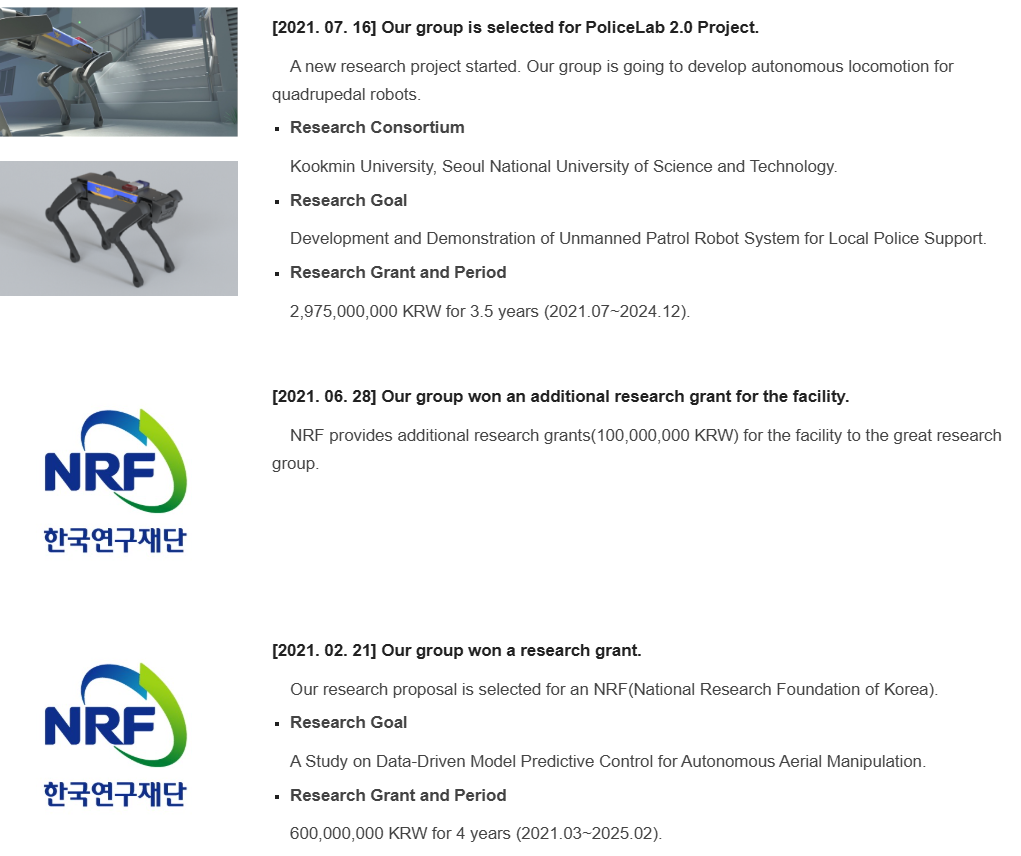 [2021. 07. 16] Our group is selected for PoliceLab 2.0 Project.
A new research project started. Our group is going to develop autonomous locomotion for
quadrupedal robots.
Research Consortium
Kookmin University, Seoul National University of Science and Technology.
Research Goal
Development and Demonstration of Unmanned Patrol Robot System for Local Police Support.
Research Grant and Period
2,975,000,000 KRW for 3.5 years (2021.07~2024.12).
NRF
한국연구재단
[2021. 06. 28] Our group won an additional research grant for the facility.
NRF provides additional research grants(100,000,000 KRW) for the facility to the great research
group.
NRF
한국연구재단
[2021. 02. 21] Our group won a research grant.
Our research proposal is selected for an NRF(National Research Foundation of Korea).
Research Goal
A Study on Data-Driven Model Predictive Control for Autonomous Aerial Manipulation.
Research Grant and Period
600,000,000 KRW for 4 years (2021.03~2025.02).